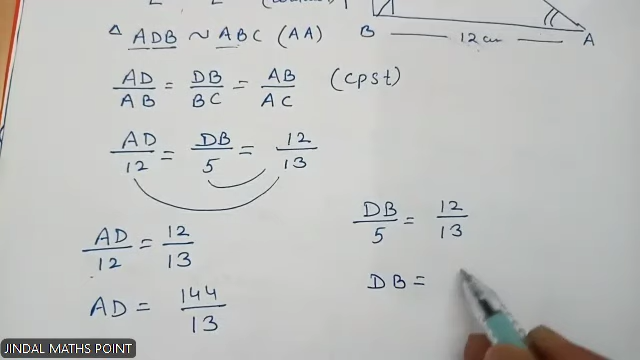 △ ADB ~ ABC (AA)
B 12 cm A
AD/AB = DB/BC = AB/AC (cpst)
AD/12 = DB/5 = 12/13
AD/12 = 12/13
DB/5 = 12/13
AD = 144/13
DB =
JINDAL MATHS POINT